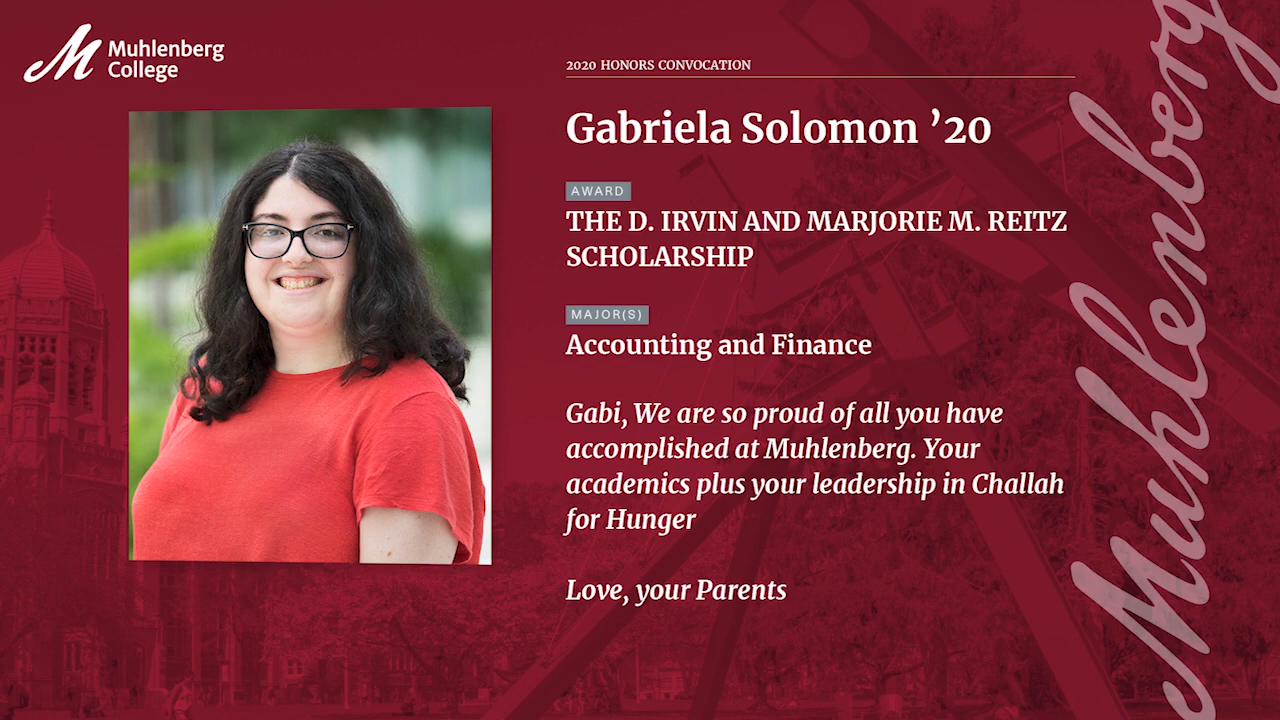 Muhlenberg
College
2020 HONORS CONVOCATION
Gabriela Solomon ’20
AWARD
THE D. IRVIN AND MARJORIE M. REITZ
SCHOLARSHIP
MAJOR(S)
Accounting and Finance
Gabi, We are so proud of all you have
accomplished at Muhlenberg. Your
academics plus your leadership in Challah
for Hunger
Love, your Parents
Muhlenberg